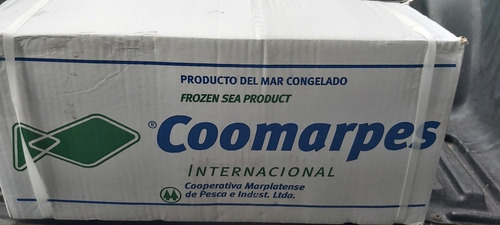 PRODUCTO DEL MAR CONGELADO
FROZEN SEA PRODUCT
®Coomarpes
INTERNACIONAL
Cooperativa Marplatense
de Pesca e Indust. Ltda.